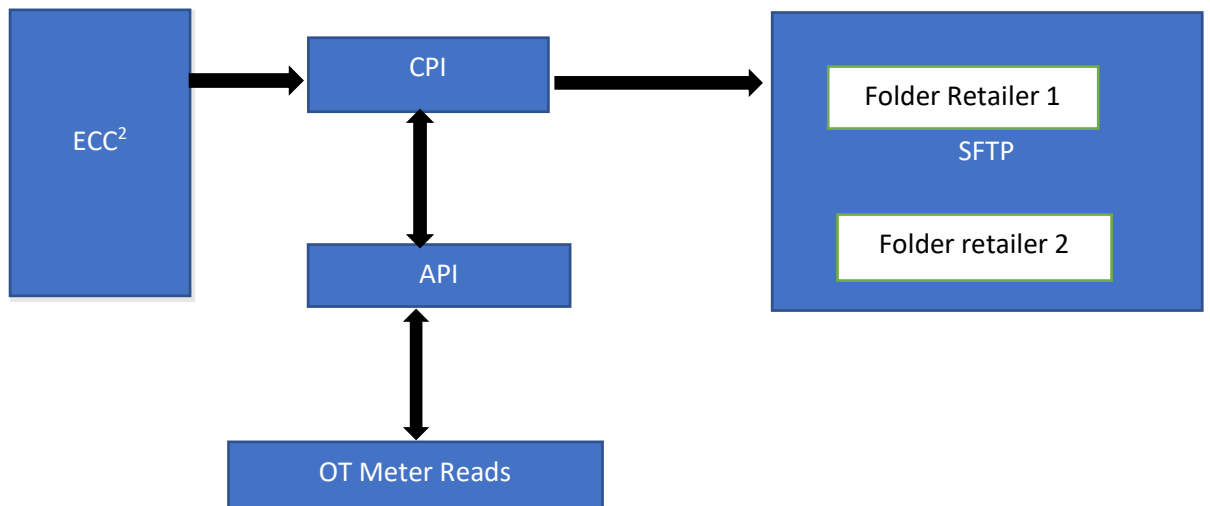 ECC²
CPI
Folder Retailer 1
SFTP
Folder retailer 2
API
OT Meter Reads